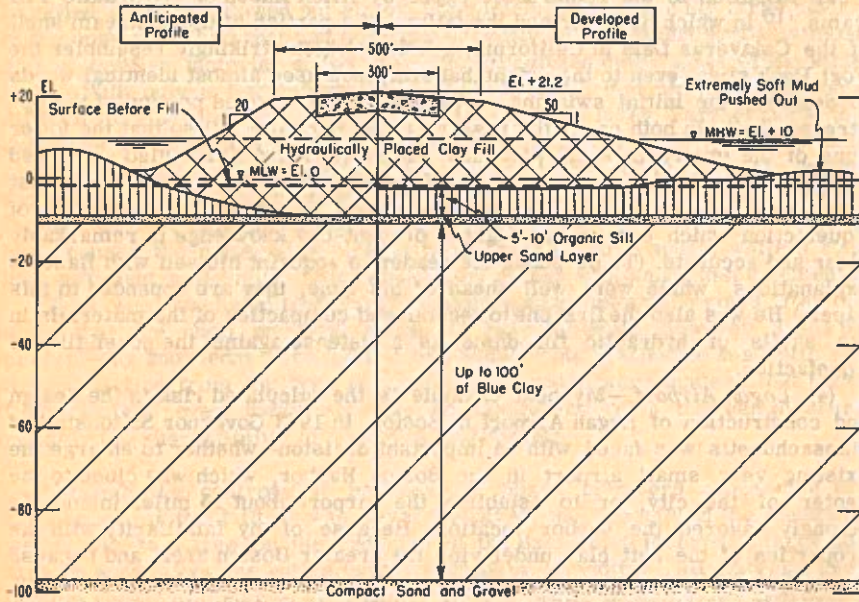 Anticipated
Profile
Developed
Profile
500'
300'
El.
El. +21.2
+20
20
1
50
1
Surface Before Fill
Extremely Soft Mud
Pushed Out
MHW = El. + 10
Hydraulically Placed Clay Fill
MLW = El. 0
0
5'-10' Organic Silt
Upper Sand Layer
-20
-40
Up to 100'
of Blue Clay
-60
-80
-100
Compact Sand and Gravel